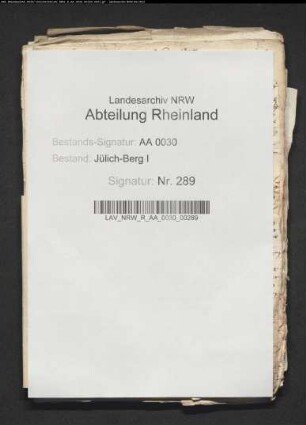 Landesarchiv NRW
Abteilung Rheinland
Bestands-Signatur: AA 0030
Bestand: Jülich-Berg I
Signatur: Nr. 289
LAV_NRW_R_AA_0030_00289